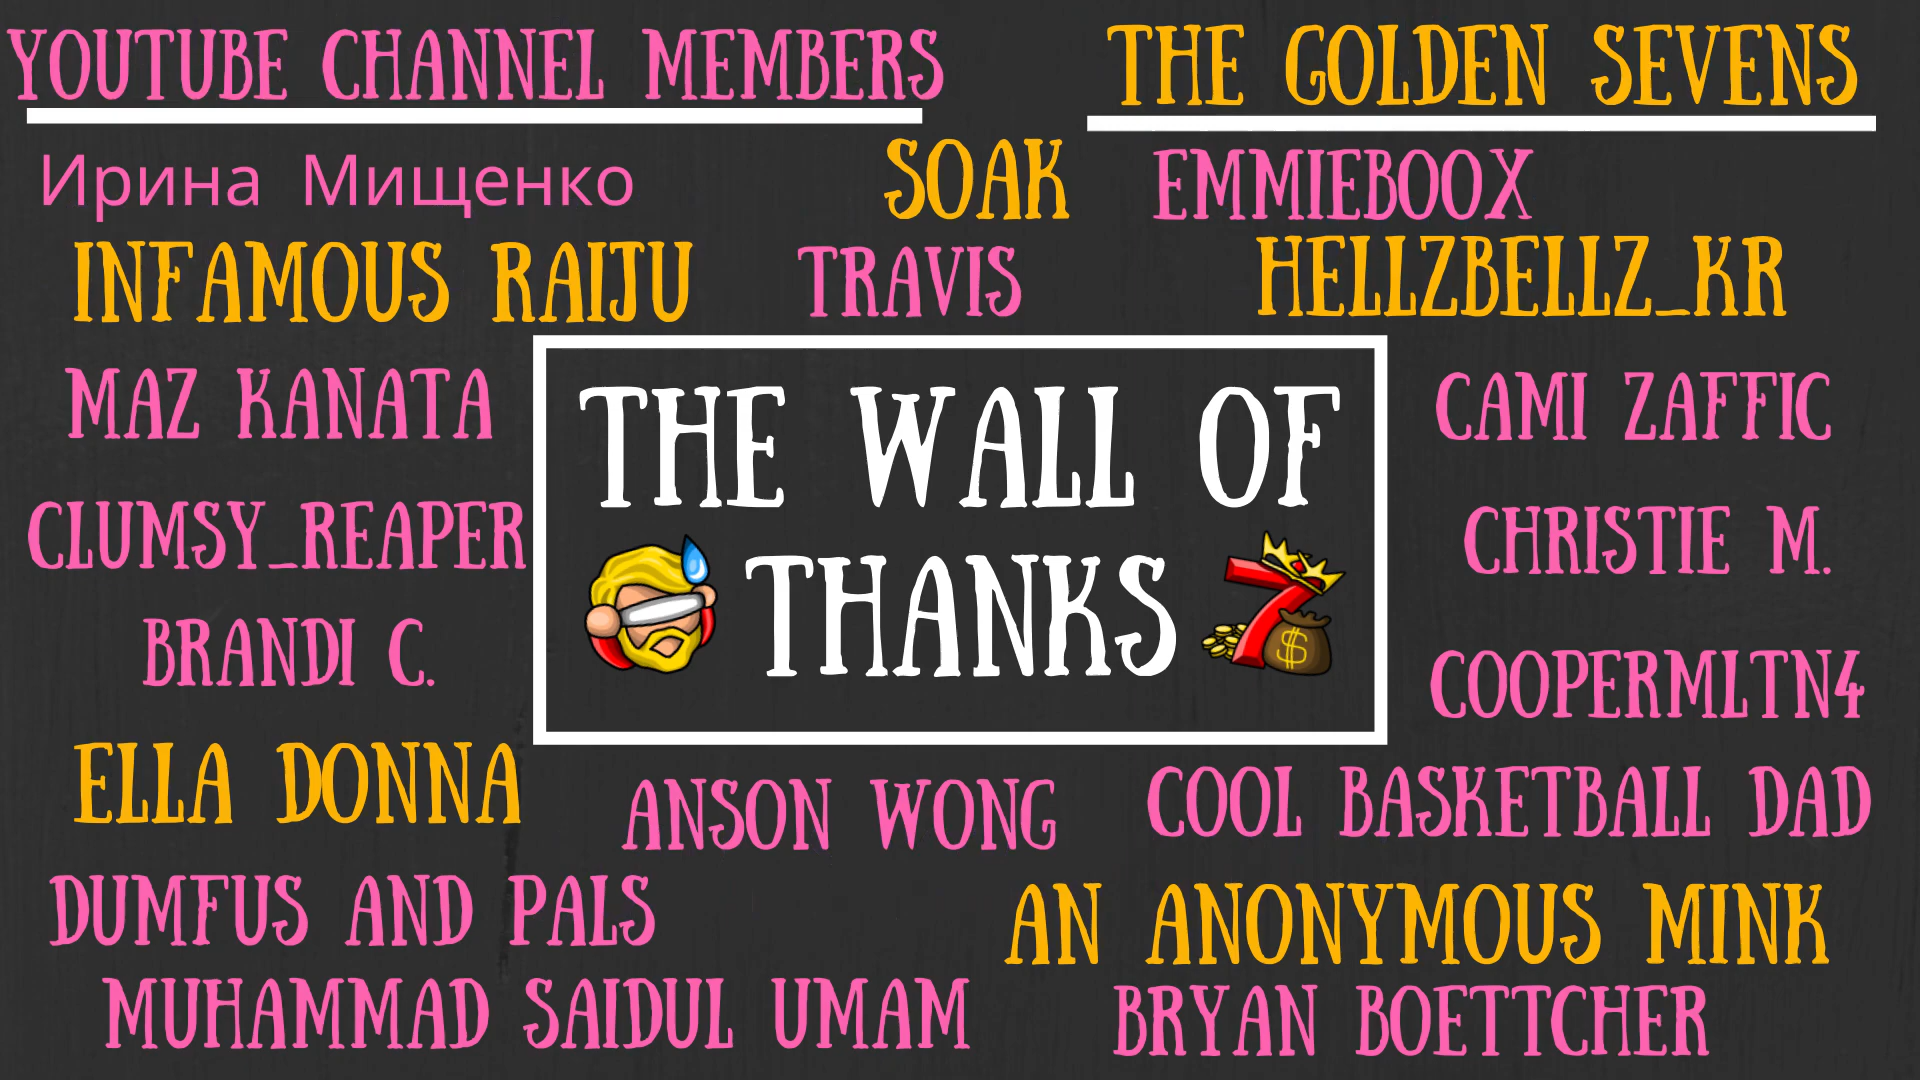 YOUTUBE CHANNEL MEMBERS
THE GOLDEN SEVENS
Ирина Мищенко
SOAK
EMMIEBOOX
INFAMOUS RAIJU
TRAVIS
HELLZBELLZ_KR
MAZ KANATA
CAMI ZAFFIC
THE WALL OF
THANKS
7
$
CLUMSY_REAPER
CHRISTIE M.
BRANDI C.
COOPERMLTN4
ELLA DONNA
ANSON WONG
COOL BASKETBALL DAD
DUMFUS AND PALS
AN ANONYMOUS MINK
MUHAMMAD SAIDUL UMAM
BRYAN BOETTCHER